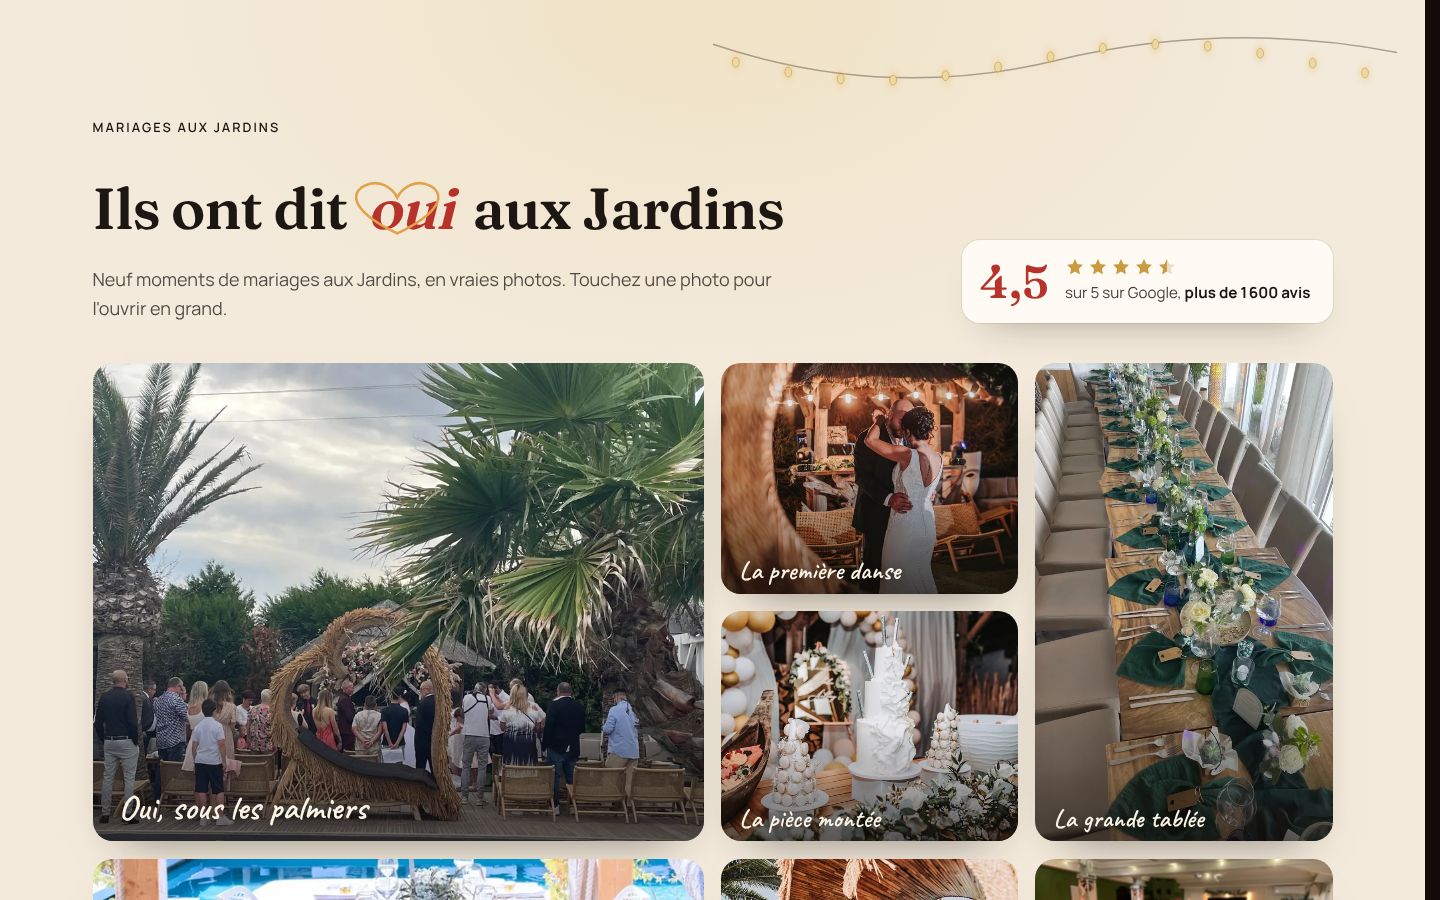 MARIAGES AUX JARDINS
Ils ont dit oui aux Jardins
Neuf moments de mariages aux Jardins, en vraies photos. Touchez une photo pour
l'ouvrir en grand.
4,5
sur 5 sur Google, plus de 1 600 avis
Oui, sous les palmiers
La première danse
La pièce montée
La grande tablée